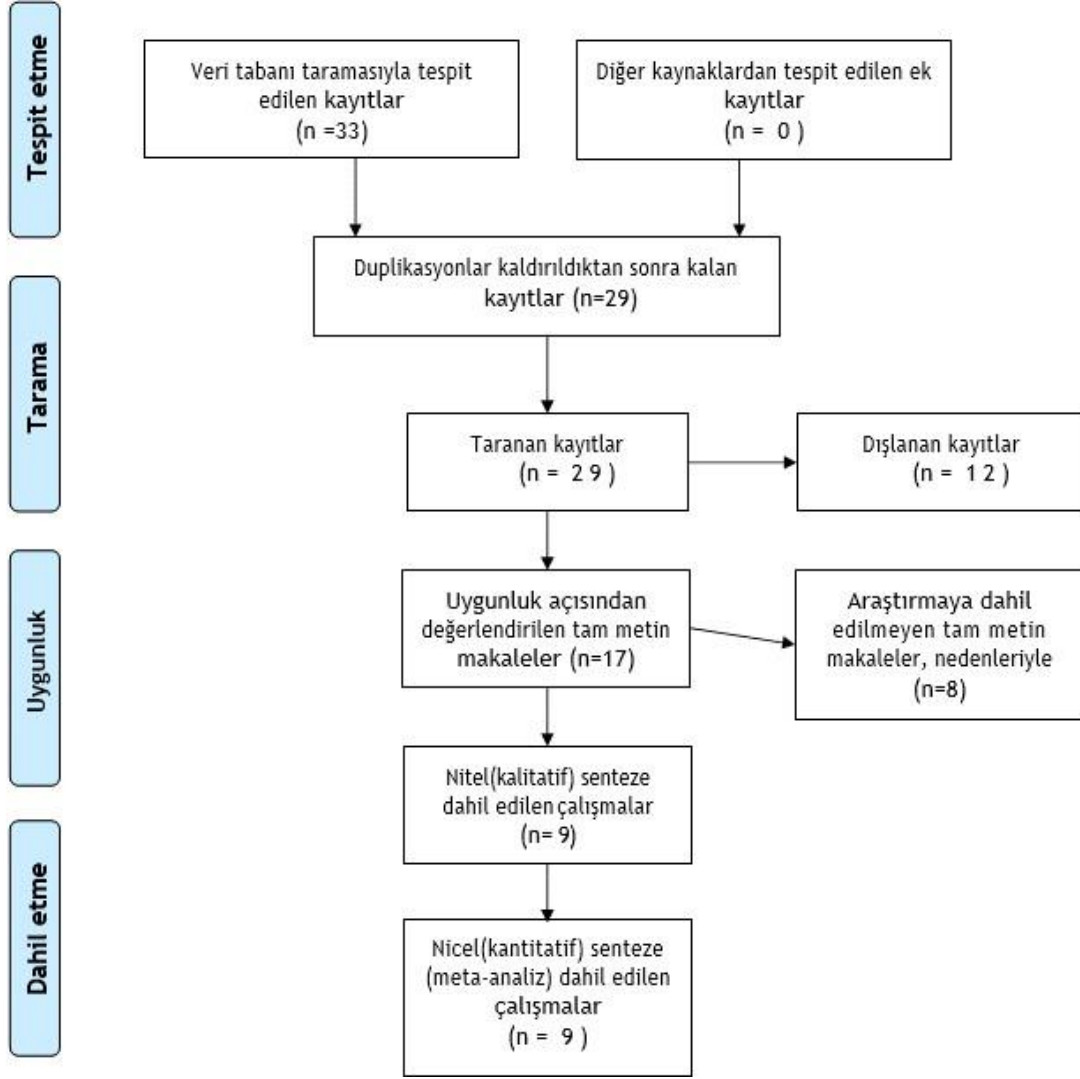 Tespit etme
Veri tabanı taramasıyla tespit
edilen kayıtlar
(n =33)
Diğer kaynaklardan tespit edilen ek
kayıtlar
(n = 0 )
Duplikasyonlar kaldırıldıktan sonra kalan
kayıtlar (n=29)
Tarama
Taranan kayıtlar
(n = 2 9 )
Dışlanan kayıtlar
(n = 1 2 )
Uygunluk
Uygunluk açısından
değerlendirilen tam metin
makaleler (n=17)
Araştırmaya dahil
edilmeyen tam metin
makaleler, nedenleriyle
(n=8)
Nitel(kalitatif) senteze
dahil edilen çalışmalar
(n= 9)
Dahil etme
Nicel(kantitatif) senteze
(meta-analiz) dahil edilen
çalışmalar
(n = 9 )